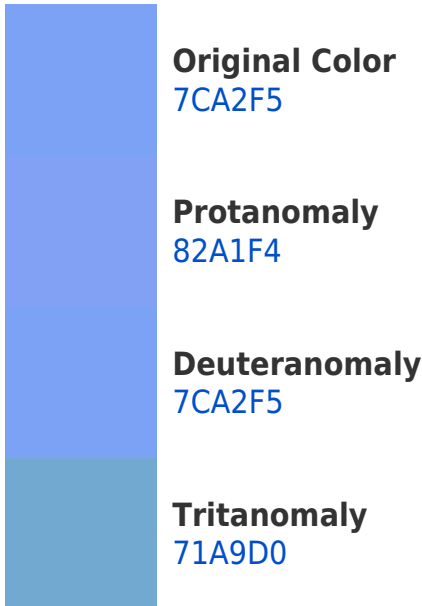 Original Color
7CA2F5
Protanomaly
82A1F4
Deuteranomaly
7CA2F5
Tritanomaly
71A9D0